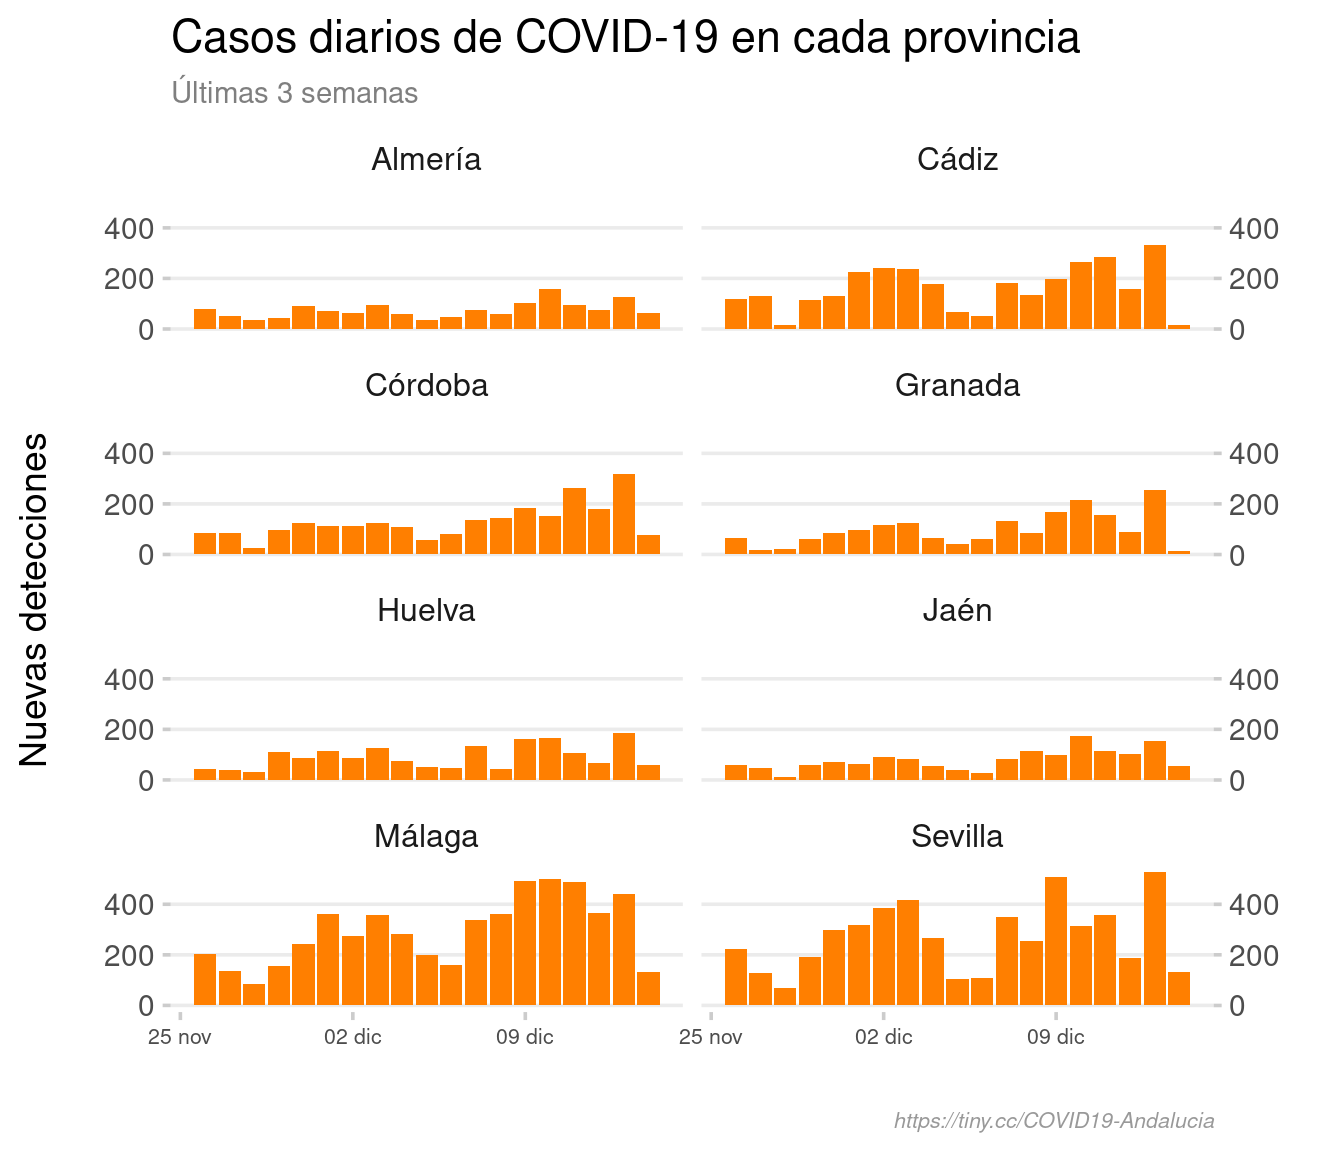 Casos diarios de COVID-19 en cada provincia
Últimas 3 semanas
Nuevas detecciones
Almería Cádiz
400 400
200 200
0 0
Córdoba Granada
400 400
200 200
0 0
Huelva Jaén
400 400
200 200
0 0
Málaga Sevilla
400 400
200 200
0 0
25 nov 02 dic 09 dic 25 nov 02 dic 09 dic
https://tiny.cc/COVID19-Andalucia